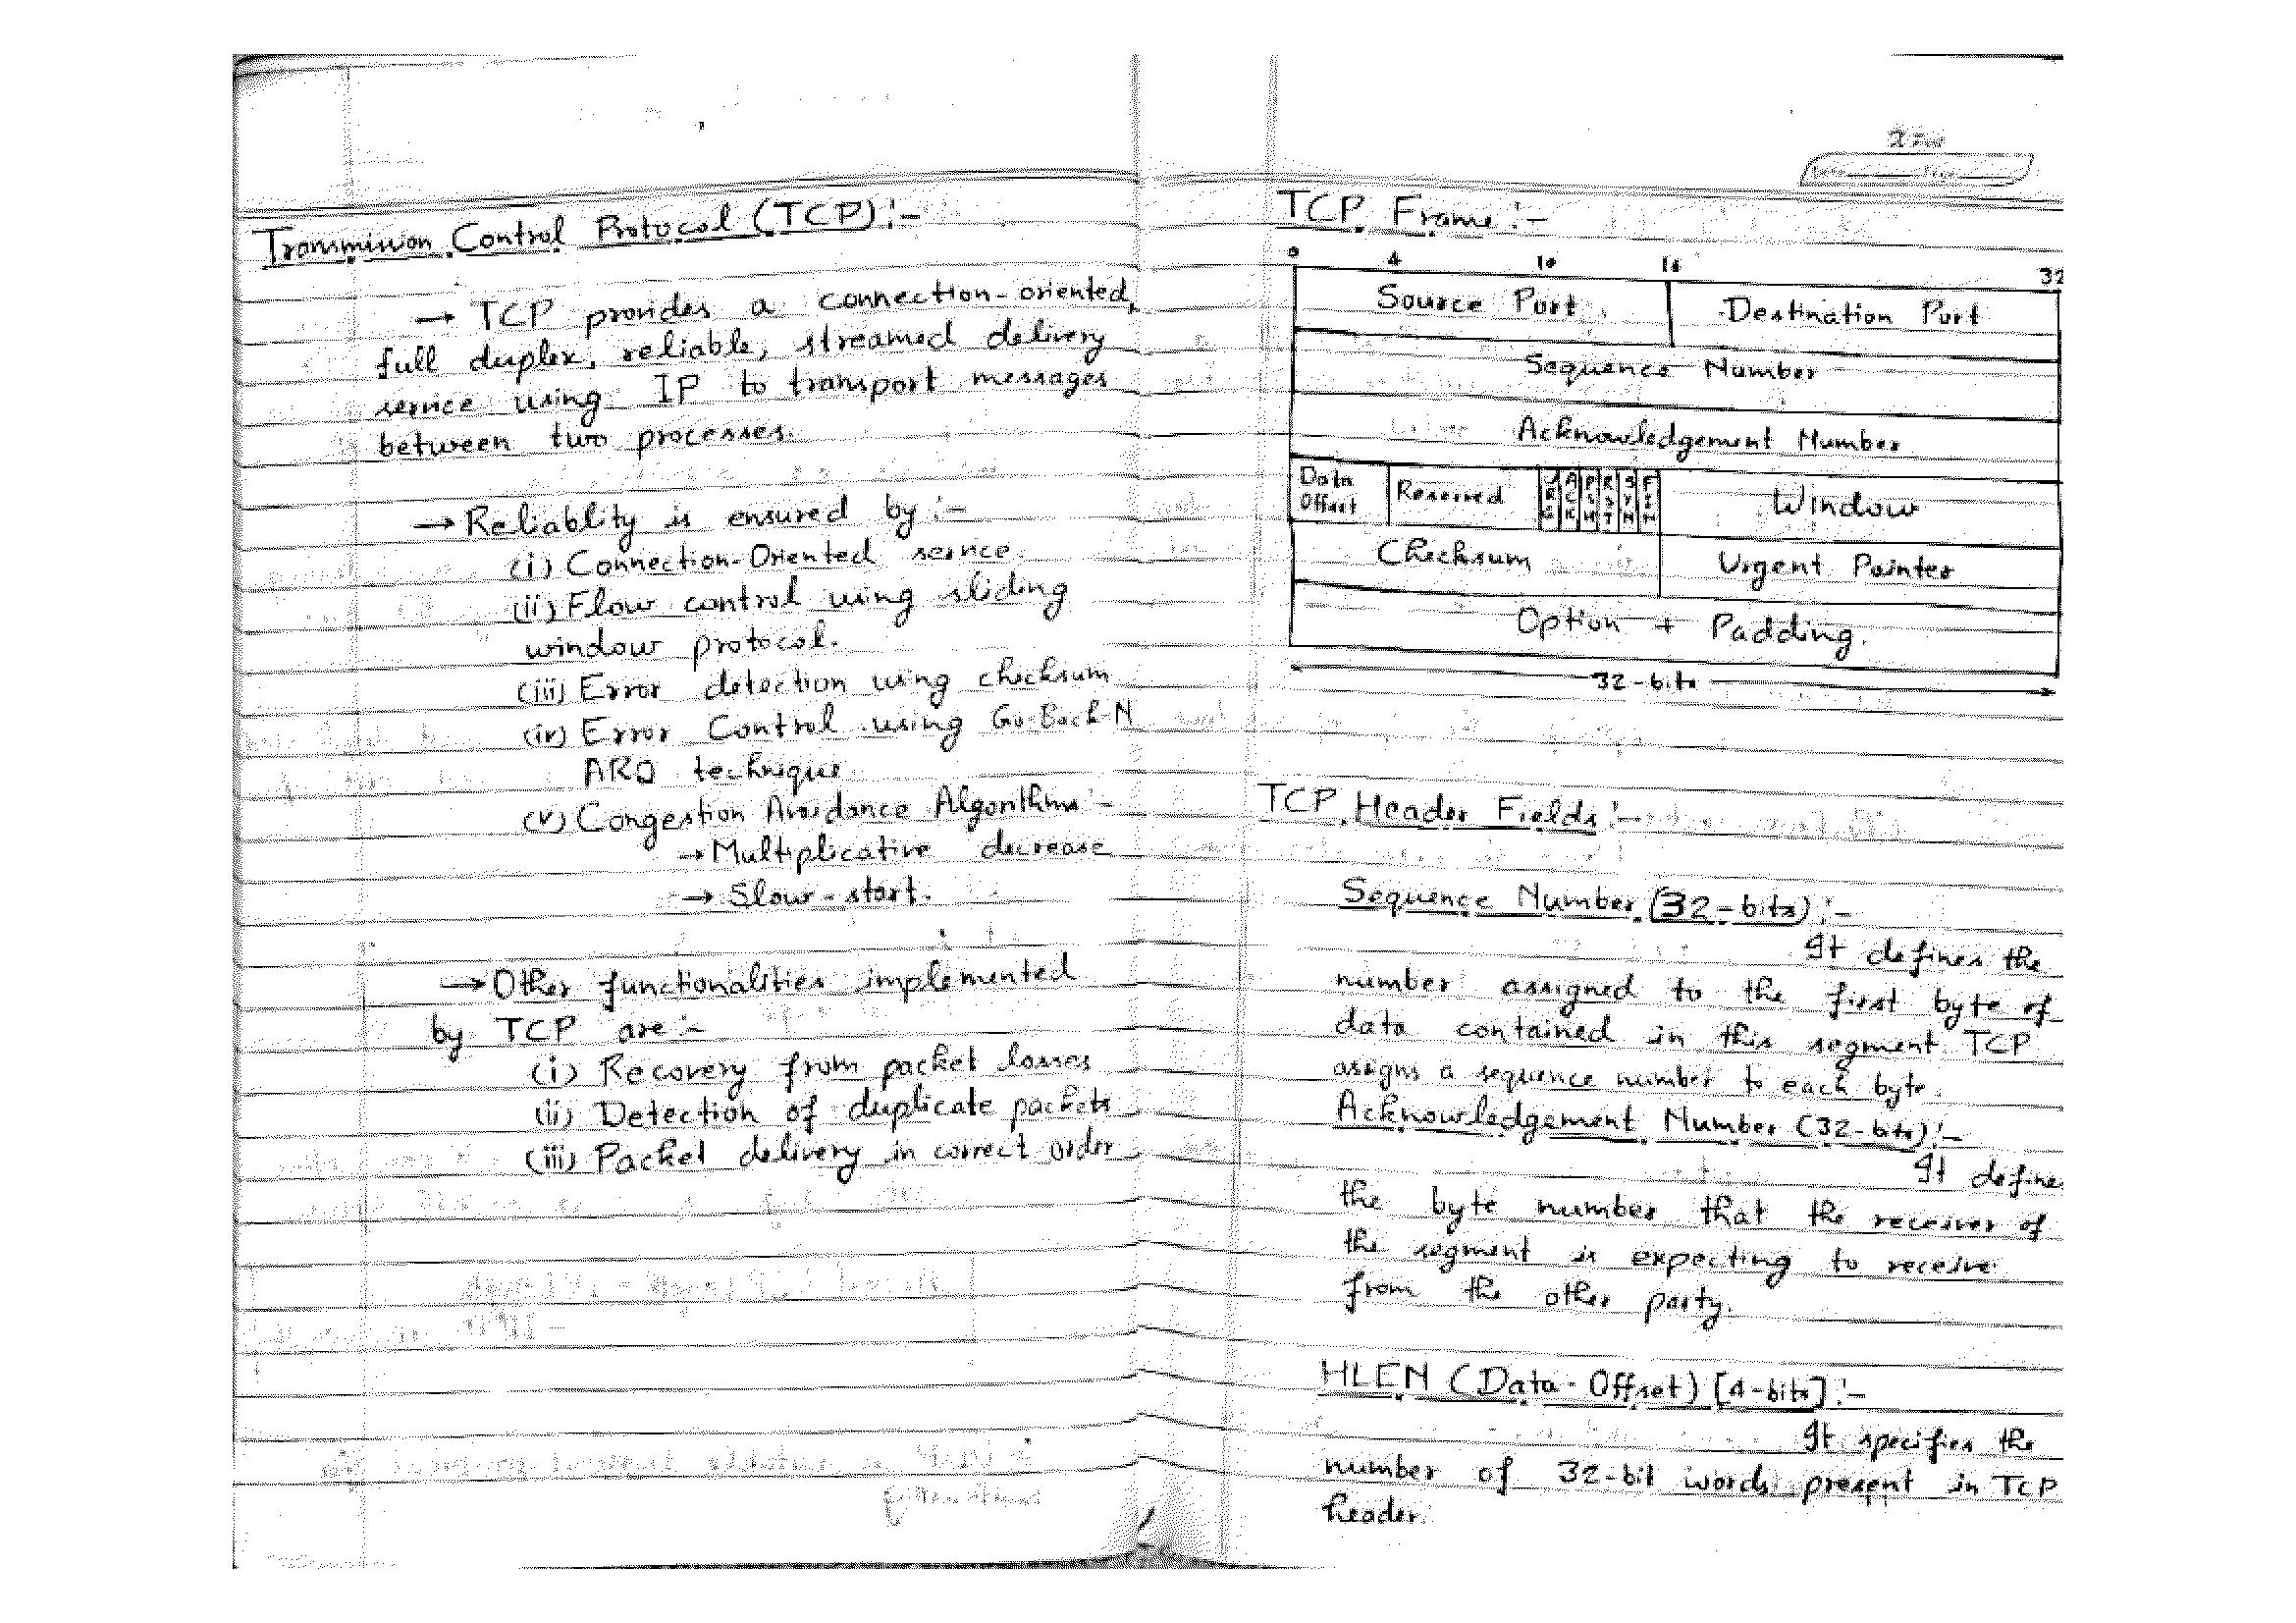 Transmission Control Protocol (TCP):-
→ TCP provides a connection-oriented,
full duplex, reliable, streamed delivery
service using IP to transport messages
between two processes.
→ Reliablity is ensured by :-
(i) Connection-Oriented service.
(ii) Flow control using sliding
window protocol.
(iii) Error detection using checksum
(iv) Error Control using Go-Back-N
ARQ technique
(v) Congestion Avoidance Algorithms :-
→ Multiplicative decrease
→ Slow-start.
→ Other functionalities implemented
by TCP are :-
(i) Recovery from packet losses
(ii) Detection of duplicate packets
(iii) Packet delivery in correct order
TCP Frame :-
0 4 10 16 32
Source Port Destination Port
Sequence Number
Acknowledgement Number
Data Offset Reserved URG ACK PSH RST SYN FIN Window
Checksum Urgent Pointer
Option + Padding.
32-bits
TCP Header Fields :-
Sequence Number (32-bits) :-
It defines the
number assigned to the first byte of
data contained in this segment. TCP
assigns a sequence number to each byte.
Acknowledgement Number (32-bits) :-
It define
the byte number that the receiver of
the segment is expecting to receive
from the other party.
HLEN (Data-Offset) [4-bits] :-
It specifies the
number of 32-bit words present in TCP
header.